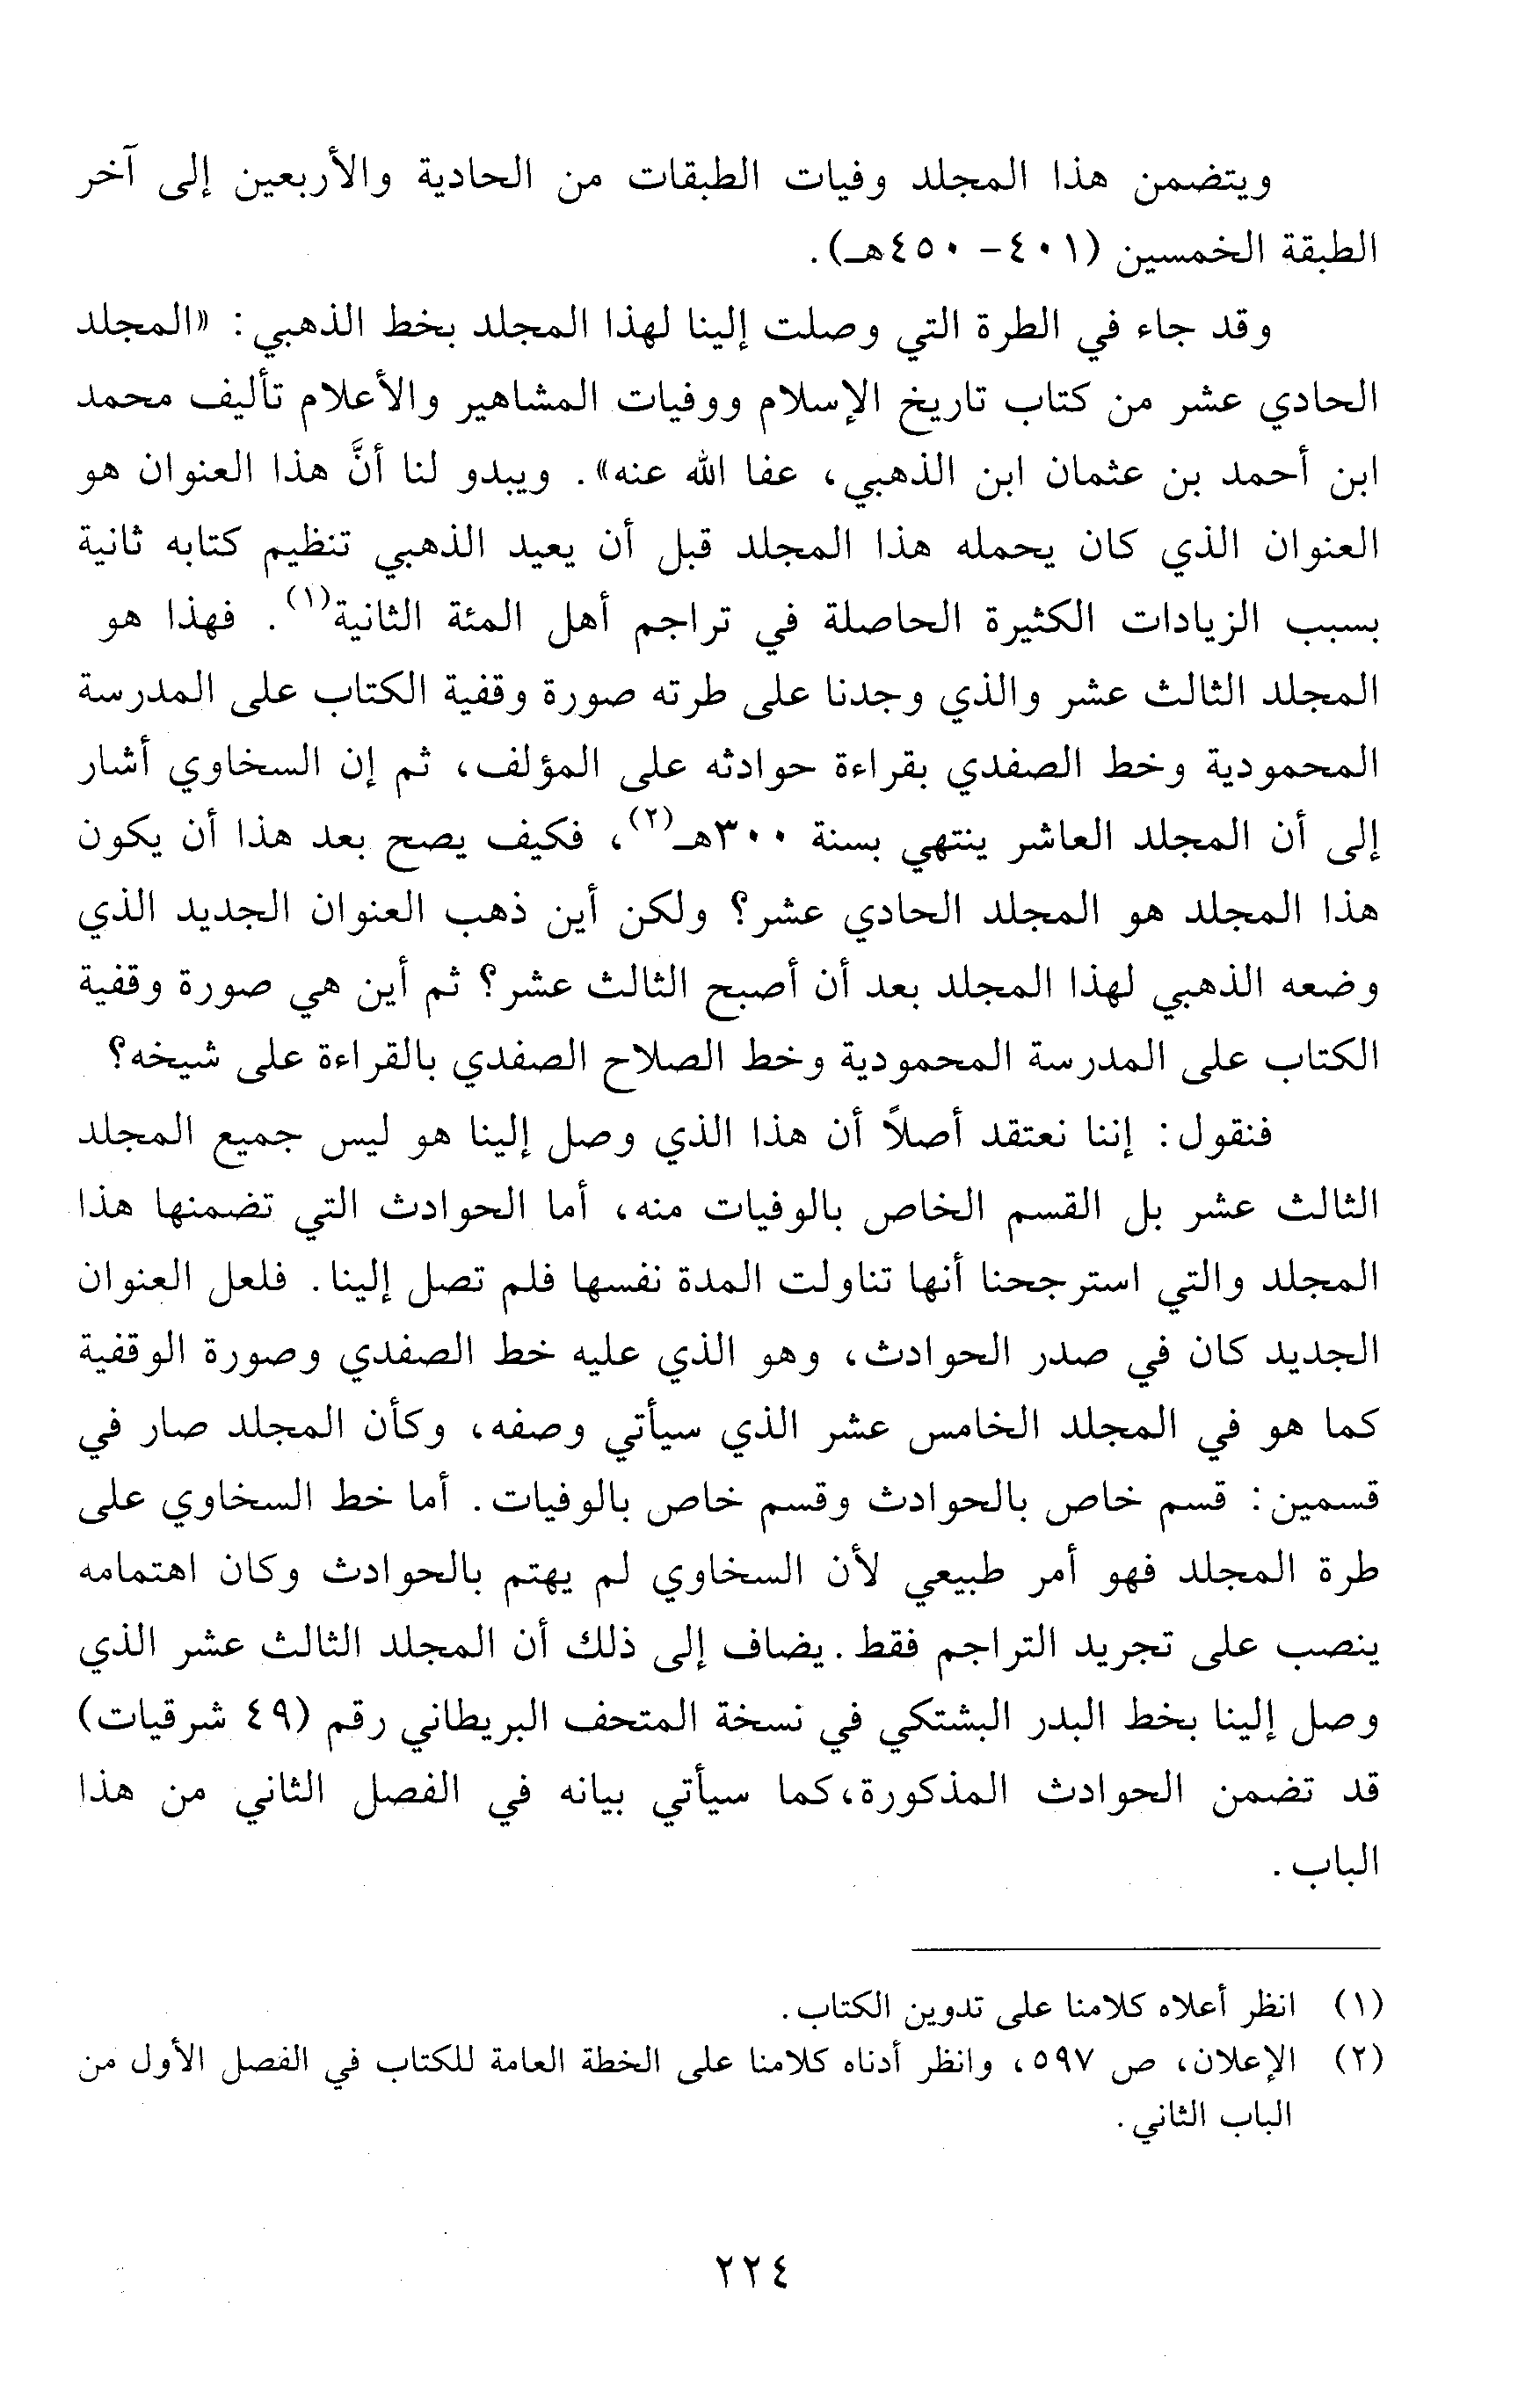 ويتضمن هذا المجلد وفيات الطبقات من الحادية والأربعين إلى آخر
الطبقة الخمسين (٤٠١ - ٤٥٠هـ).
وقد جاء في الطرة التي وصلت إلينا لهذا المجلد بخط الذهبي: «المجلد
الحادي عشر من كتاب تاريخ الإسلام ووفيات المشاهير والأعلام تأليف محمد
ابن أحمد بن عثمان ابن الذهبي، عفا الله عنه». ويبدو لنا أنَّ هذا العنوان هو
العنوان الذي كان يحمله هذا المجلد قبل أن يعيد الذهبي تنظيم كتابه ثانية
بسبب الزيادات الكثيرة الحاصلة في تراجم أهل المئة الثانية(١). فهذا هو
المجلد الثالث عشر والذي وجدنا على طرته صورة وقفية الكتاب على المدرسة
المحمودية وخط الصفدي بقراءة حوادثه على المؤلف، ثم إن السخاوي أشار
إلى أن المجلد العاشر ينتهي بسنة ٣٠٠هـ(٢)، فكيف يصح بعد هذا أن يكون
هذا المجلد هو المجلد الحادي عشر؟ ولكن أين ذهب العنوان الجديد الذي
وضعه الذهبي لهذا المجلد بعد أن أصبح الثالث عشر؟ ثم أين هي صورة وقفية
الكتاب على المدرسة المحمودية وخط الصلاح الصفدي بالقراءة على شيخه؟
فنقول: إننا نعتقد أصلاً أن هذا الذي وصل إلينا هو ليس جميع المجلد
الثالث عشر بل القسم الخاص بالوفيات منه، أما الحوادث التي تضمنها هذا
المجلد والتي استرجحنا أنها تناولت المدة نفسها فلم تصل إلينا. فلعل العنوان
الجديد كان في صدر الحوادث، وهو الذي عليه خط الصفدي وصورة الوقفية
كما هو في المجلد الخامس عشر الذي سيأتي وصفه، وكأن المجلد صار في
قسمين: قسم خاص بالحوادث وقسم خاص بالوفيات. أما خط السخاوي على
طرة المجلد فهو أمر طبيعي لأن السخاوي لم يهتم بالحوادث وكان اهتمامه
ينصب على تجريد التراجم فقط. يضاف إلى ذلك أن المجلد الثالث عشر الذي
وصل إلينا بخط البدر البشتكي في نسخة المتحف البريطاني رقم (٤٩ شرقيات)
قد تضمن الحوادث المذكورة، كما سيأتي بيانه في الفصل الثاني من هذا
الباب.
(١) انظر أعلاه كلامنا على تدوين الكتاب.
(٢) الإعلان، ص ٥٩٧، وانظر أدناه كلامنا على الخطة العامة للكتاب في الفصل الأول من
الباب الثاني.
٢٢٤